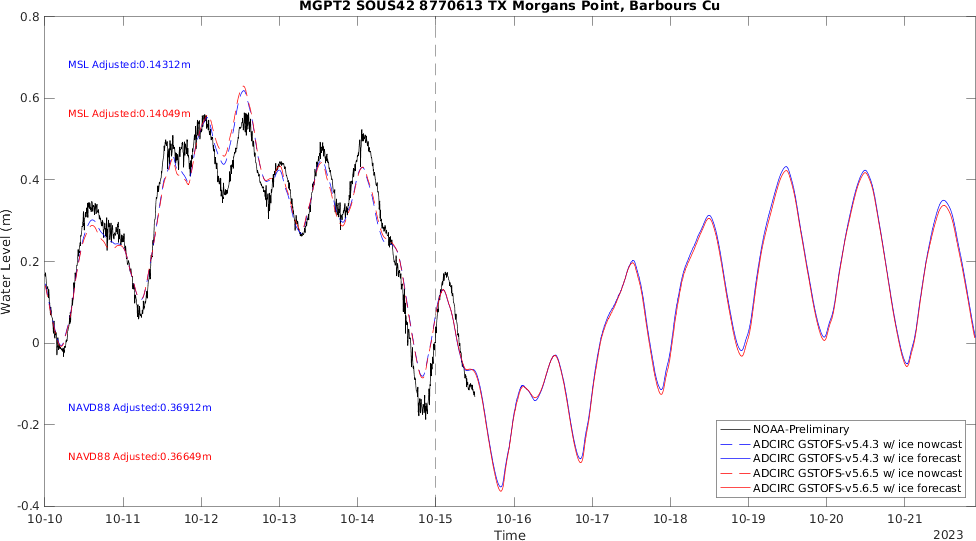 MGPT2 SOUS42 8770613 TX Morgans Point, Barbours Cu
0.8
0.6
0.4
0.2
0
-0.2
-0.4
Water Level (m)
MSL Adjusted:0.14312m
MSL Adjusted:0.14049m
NAVD88 Adjusted:0.36912m
NAVD88 Adjusted:0.36649m
NOAA-Preliminary
ADCIRC GSTOFS-v5.4.3 w/ ice nowcast
ADCIRC GSTOFS-v5.4.3 w/ ice forecast
ADCIRC GSTOFS-v5.6.5 w/ ice nowcast
ADCIRC GSTOFS-v5.6.5 w/ ice forecast
10-10 10-11 10-12 10-13 10-14 10-15 10-16 10-17 10-18 10-19 10-20 10-21
Time
2023